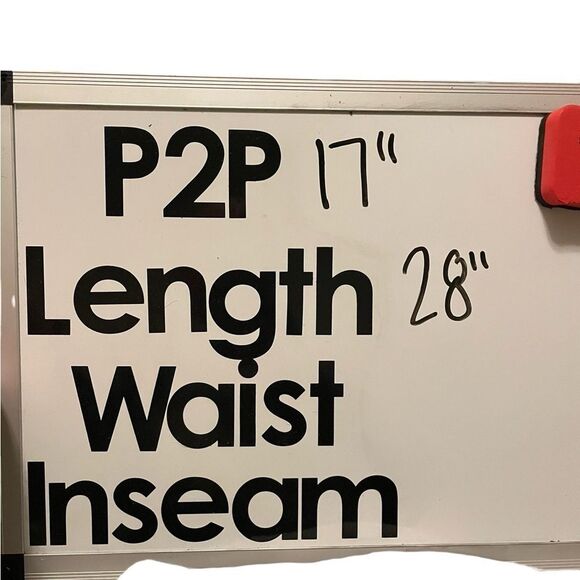 P2P 17"
Length 28"
Waist
Inseam